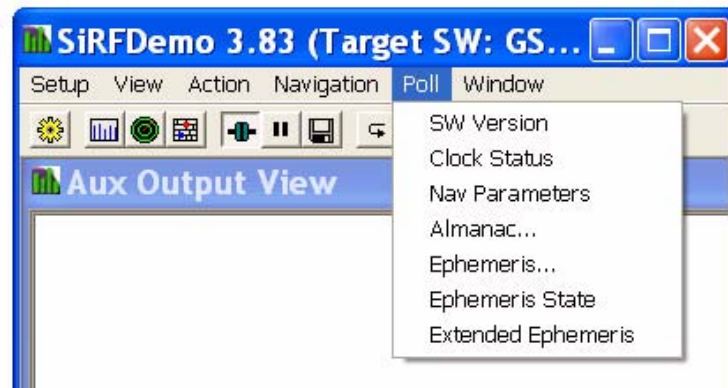 SiRFDemo 3.83 (Target SW: GS...
Setup View Action Navigation Poll Window
Aux Output View
SW Version
Clock Status
Nav Parameters
Almanac...
Ephemeris...
Ephemeris State
Extended Ephemeris